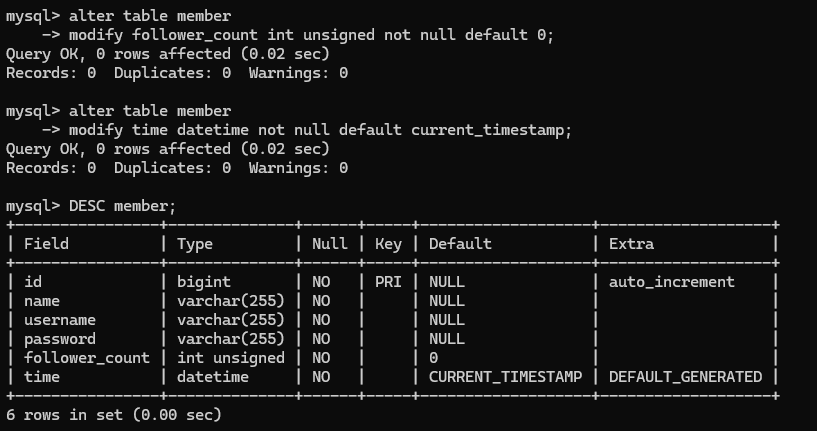 mysql> alter table member
    -> modify follower_count int unsigned not null default 0;
Query OK, 0 rows affected (0.02 sec)
Records: 0  Duplicates: 0  Warnings: 0

mysql> alter table member
    -> modify time datetime not null default current_timestamp;
Query OK, 0 rows affected (0.02 sec)
Records: 0  Duplicates: 0  Warnings: 0

mysql> DESC member;
+----------------+--------------+------+-----+-------------------+-------------------+
| Field          | Type         | Null | Key | Default           | Extra             |
+----------------+--------------+------+-----+-------------------+-------------------+
| id             | bigint       | NO   | PRI | NULL              | auto_increment    |
| name           | varchar(255) | NO   |     | NULL              |                   |
| username       | varchar(255) | NO   |     | NULL              |                   |
| password       | varchar(255) | NO   |     | NULL              |                   |
| follower_count | int unsigned | NO   |     | 0                 |                   |
| time           | datetime     | NO   |     | CURRENT_TIMESTAMP | DEFAULT_GENERATED |
+----------------+--------------+------+-----+-------------------+-------------------+
6 rows in set (0.00 sec)